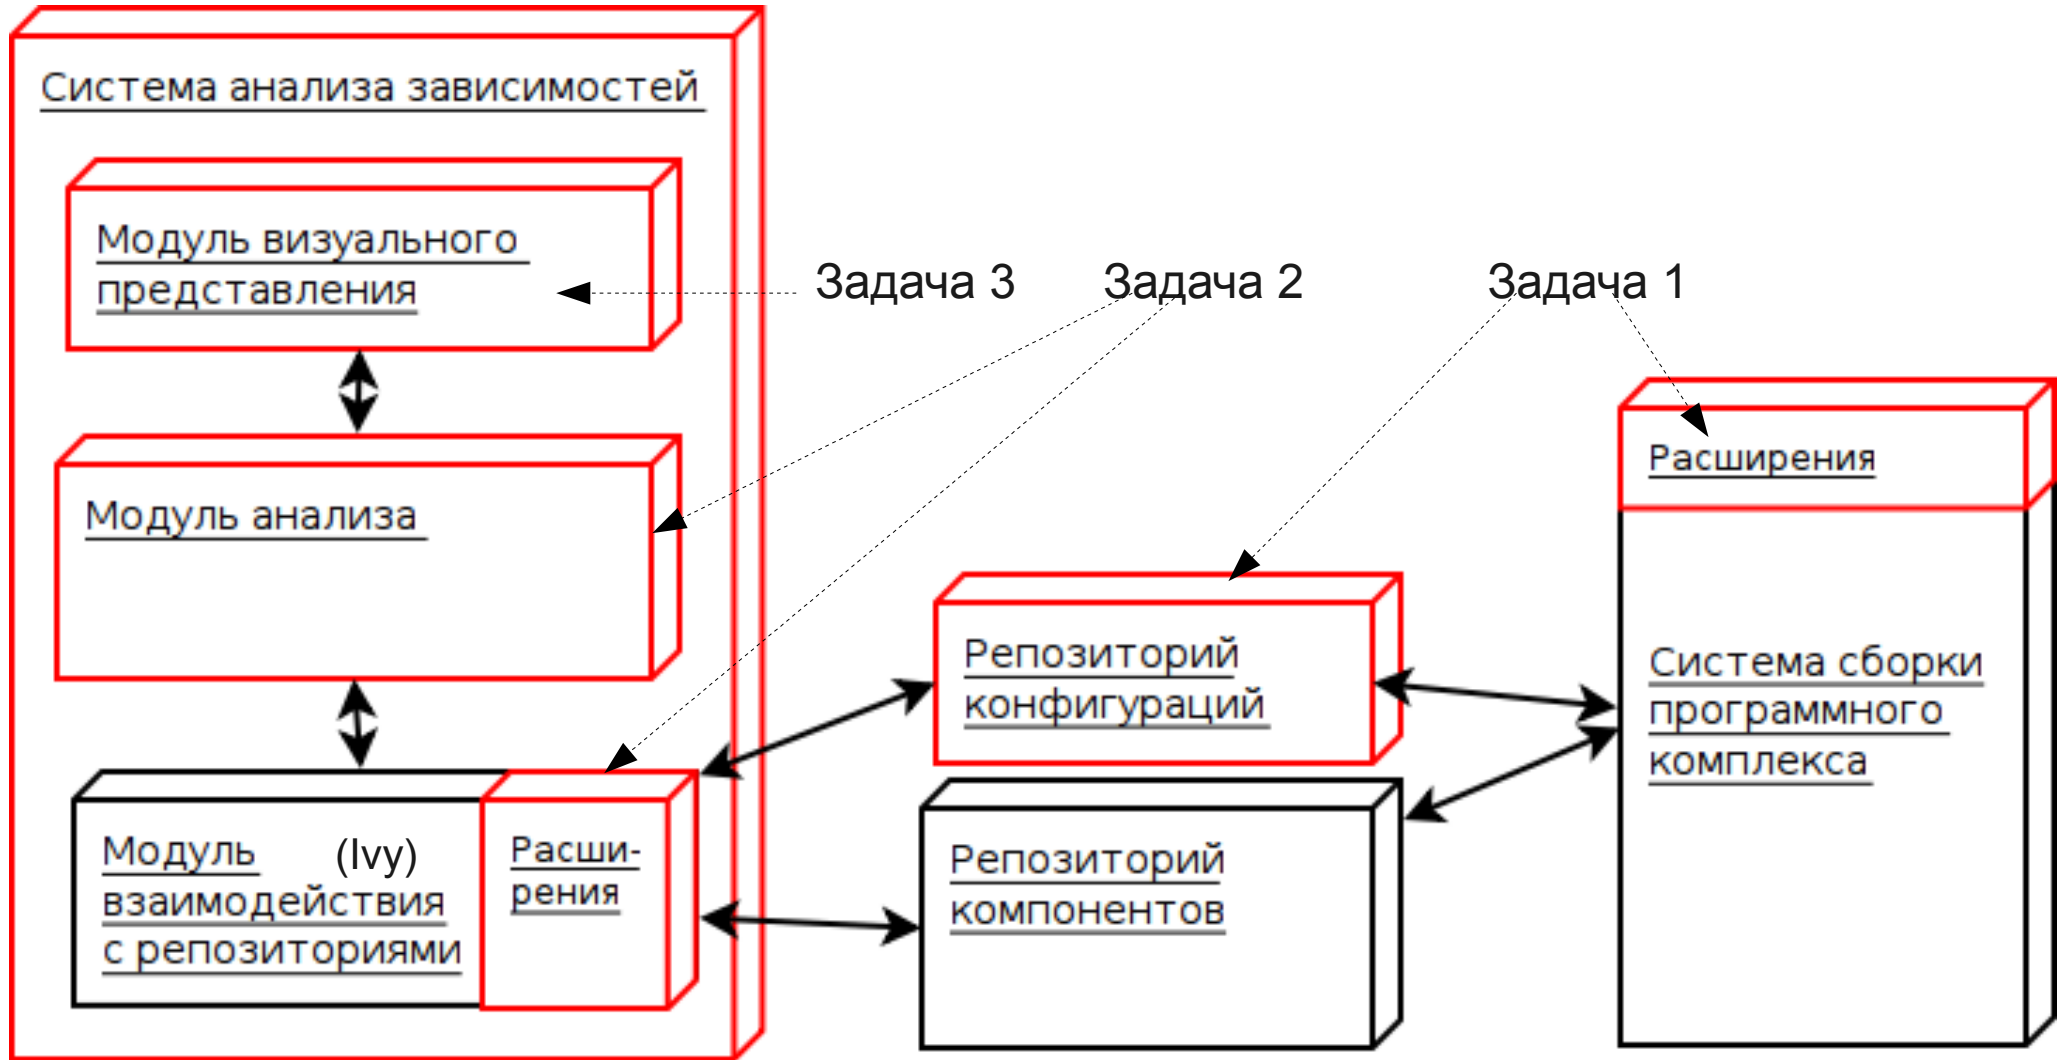 Система анализа зависимостей
Модуль визуального
представления
Задача 3
Задача 2
Задача 1
Модуль анализа
Расширения
Репозиторий
конфигураций
Система сборки
программного
комплекса
Модуль (Ivy)
взаимодействия
с репозиториями
Расши-
рения
Репозиторий
компонентов